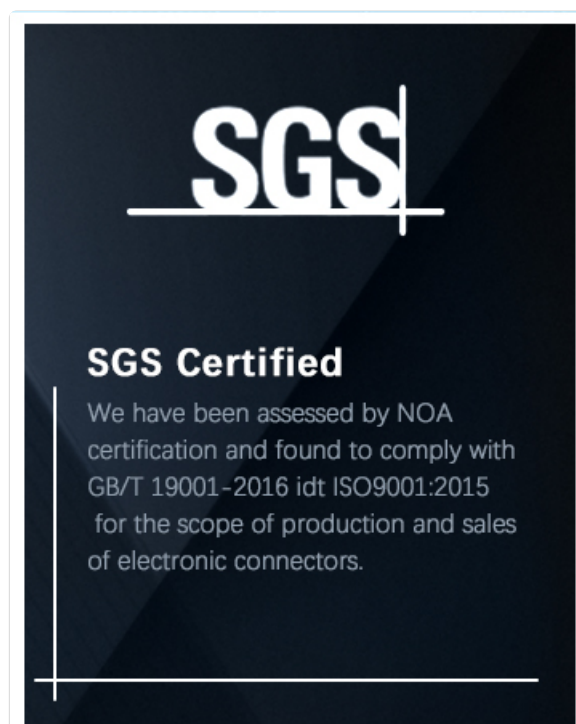 SGS
SGS Certified
We have been assessed by NOA
certification and found to comply with
GB/T 19001-2016 idt ISO9001:2015
for the scope of production and sales
of electronic connectors.